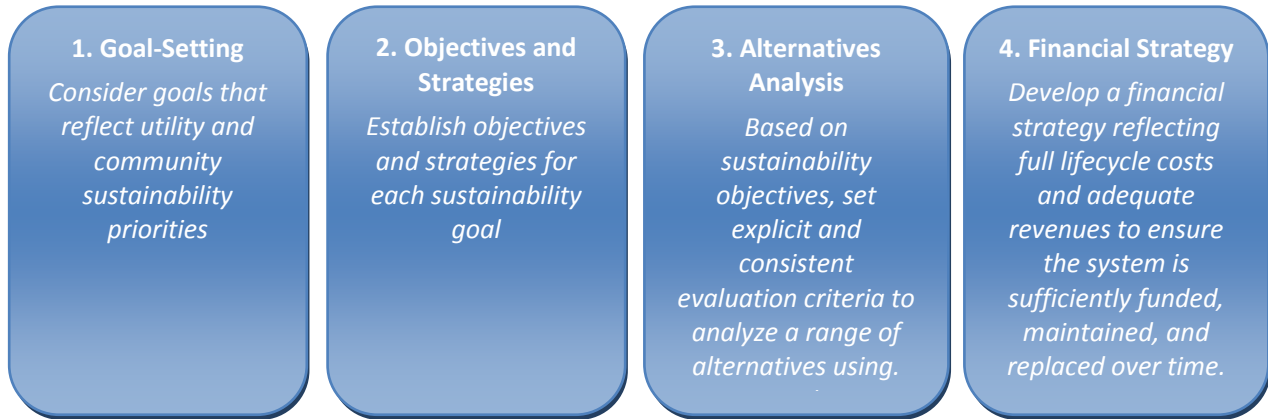 1. Goal-Setting
Consider goals that
reflect utility and
community
sustainability
priorities
2. Objectives and
Strategies
Establish objectives
and strategies for
each sustainability
goal
3. Alternatives
Analysis
Based on
sustainability
objectives, set
explicit and
consistent
evaluation criteria to
analyze a range of
alternatives using.
4. Financial Strategy
Develop a financial
strategy reflecting
full lifecycle costs
and adequate
revenues to ensure
the system is
sufficiently funded,
maintained, and
replaced over time.